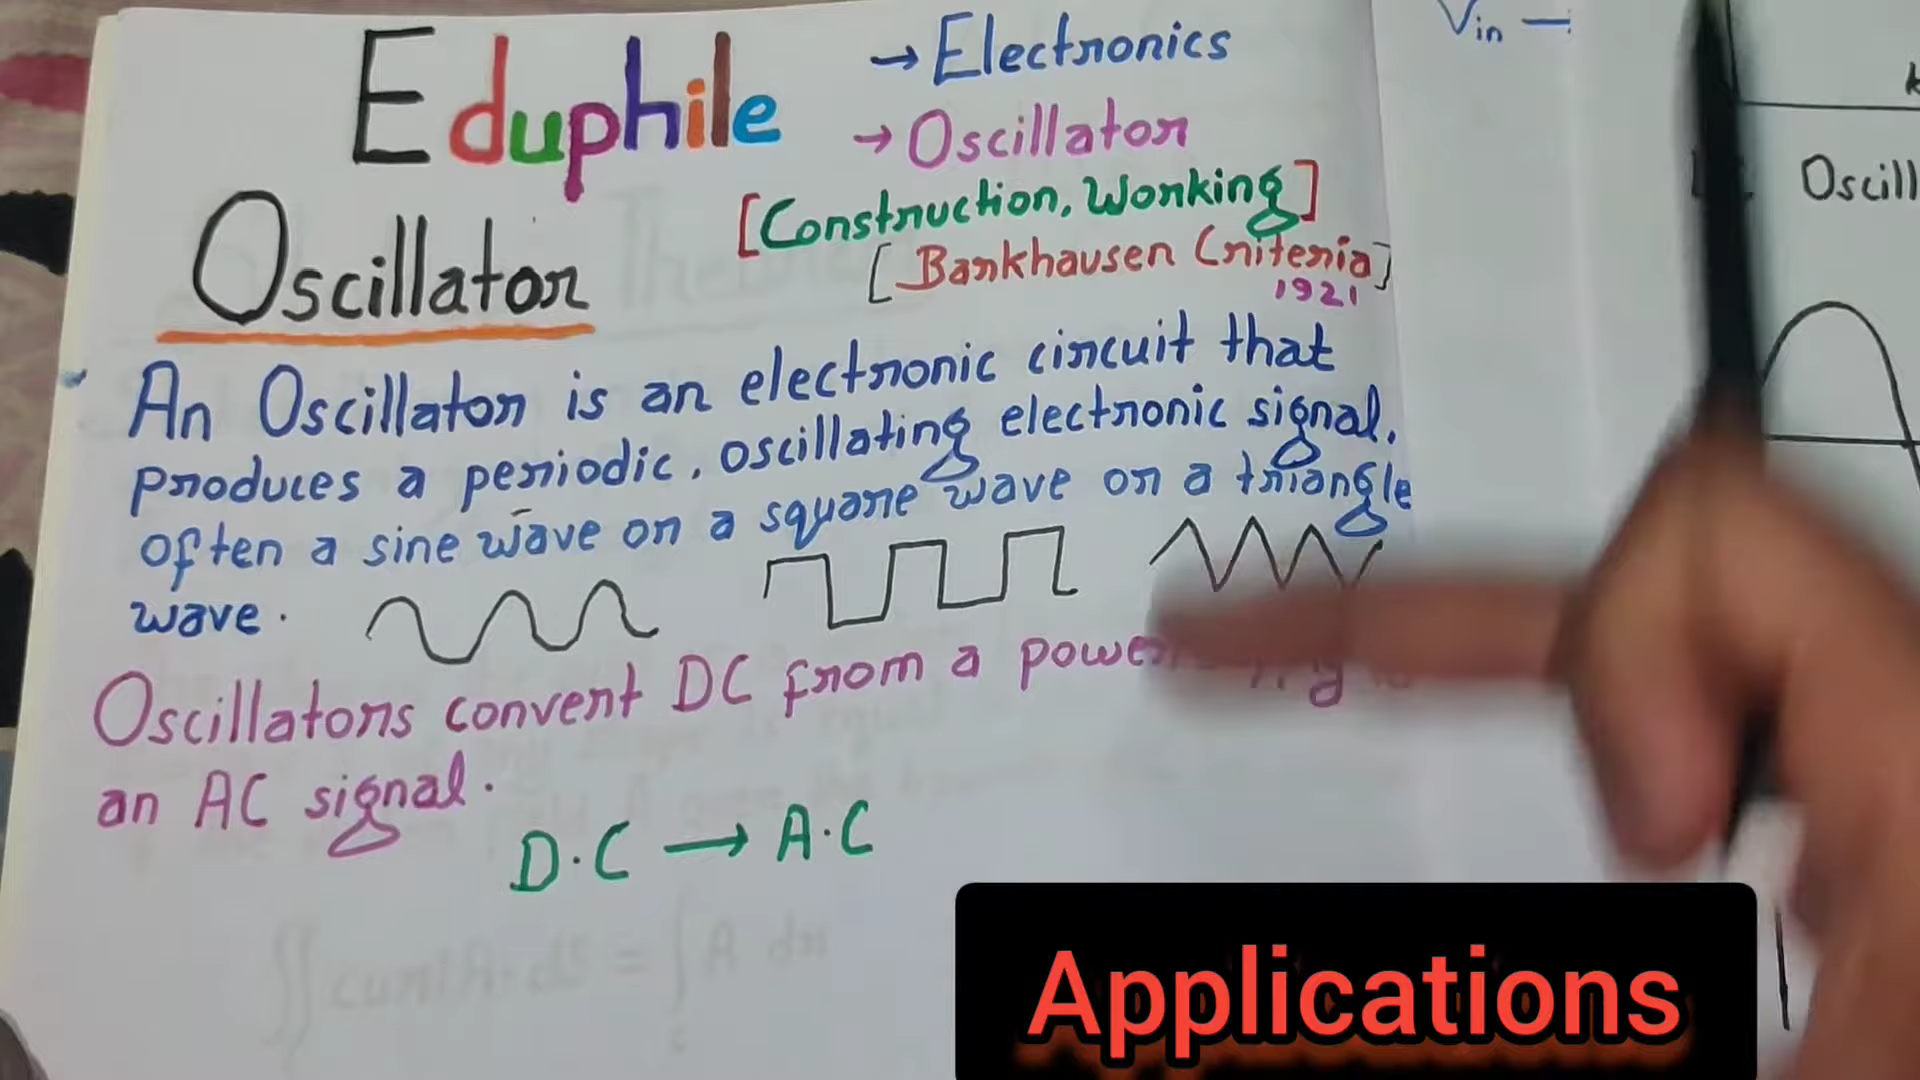 Eduphile
→ Electronics
→ Oscillator
[Construction, Working]
[Barkhausen Criteria]
1921
Oscillator
An Oscillator is an electronic circuit that
produces a periodic, oscillating electronic signal,
often a sine wave or a square wave or a triangle
wave.
Oscillators convert DC from a power
an AC signal.
D.C → A.C
Vin
Oscill
Applications